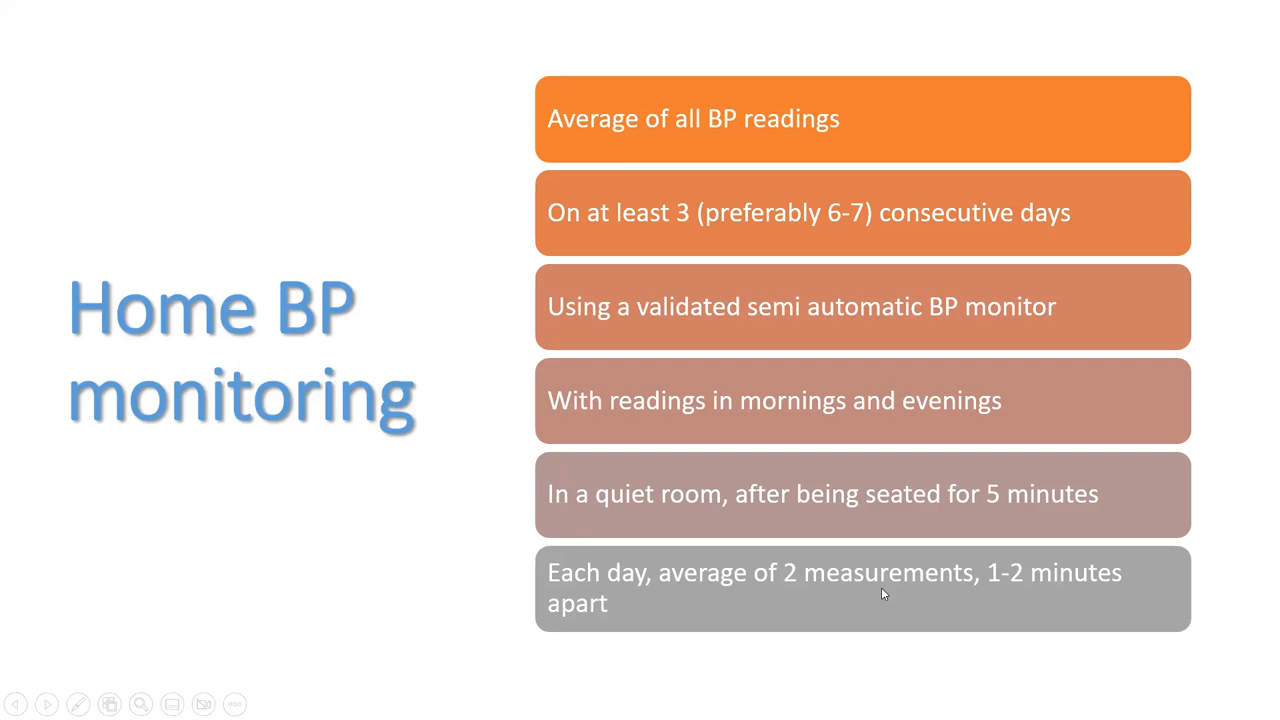 Home BP
monitoring
Average of all BP readings
On at least 3 (preferably 6-7) consecutive days
Using a validated semi automatic BP monitor
With readings in mornings and evenings
In a quiet room, after being seated for 5 minutes
Each day, average of 2 measurements, 1-2 minutes
apart